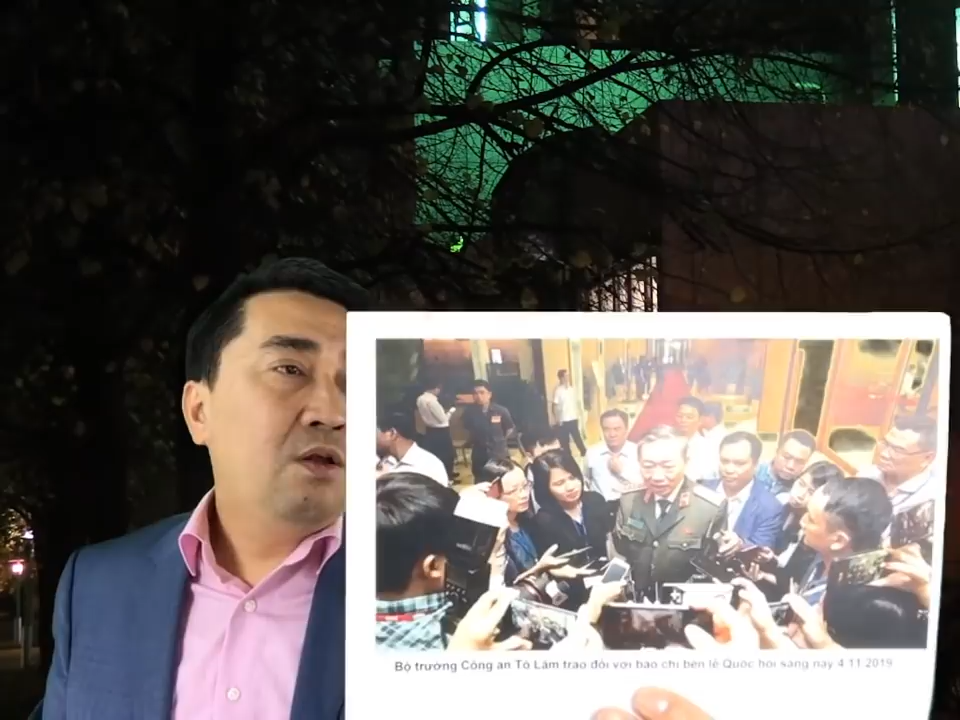 Bộ trưởng Công an Tô Lâm trao đổi với báo chí bên lề Quốc hội sáng nay 4 11 2019